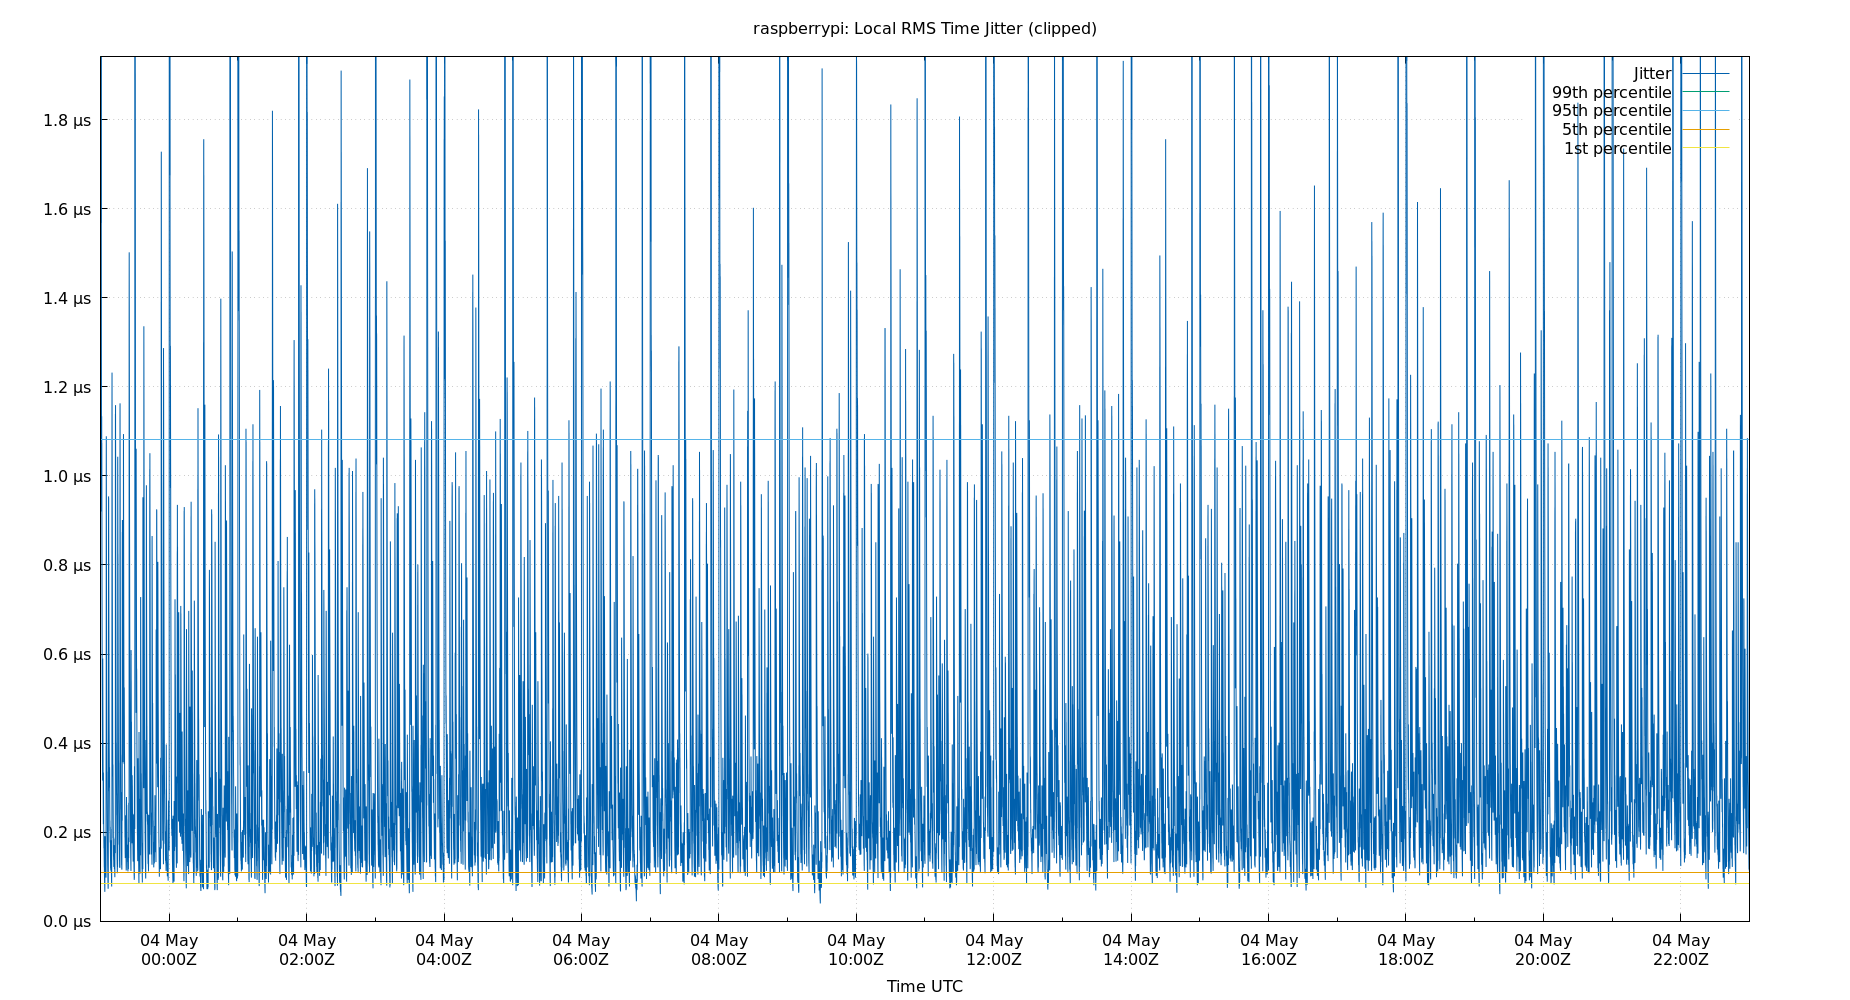 raspberrypi: Local RMS Time Jitter (clipped)
Jitter
99th percentile
95th percentile
5th percentile
1st percentile
1.8 µs
1.6 µs
1.4 µs
1.2 µs
1.0 µs
0.8 µs
0.6 µs
0.4 µs
0.2 µs
0.0 µs
04 May 04 May 04 May 04 May 04 May 04 May 04 May 04 May 04 May 04 May 04 May 04 May
00:00Z 02:00Z 04:00Z 06:00Z 08:00Z 10:00Z 12:00Z 14:00Z 16:00Z 18:00Z 20:00Z 22:00Z
Time UTC